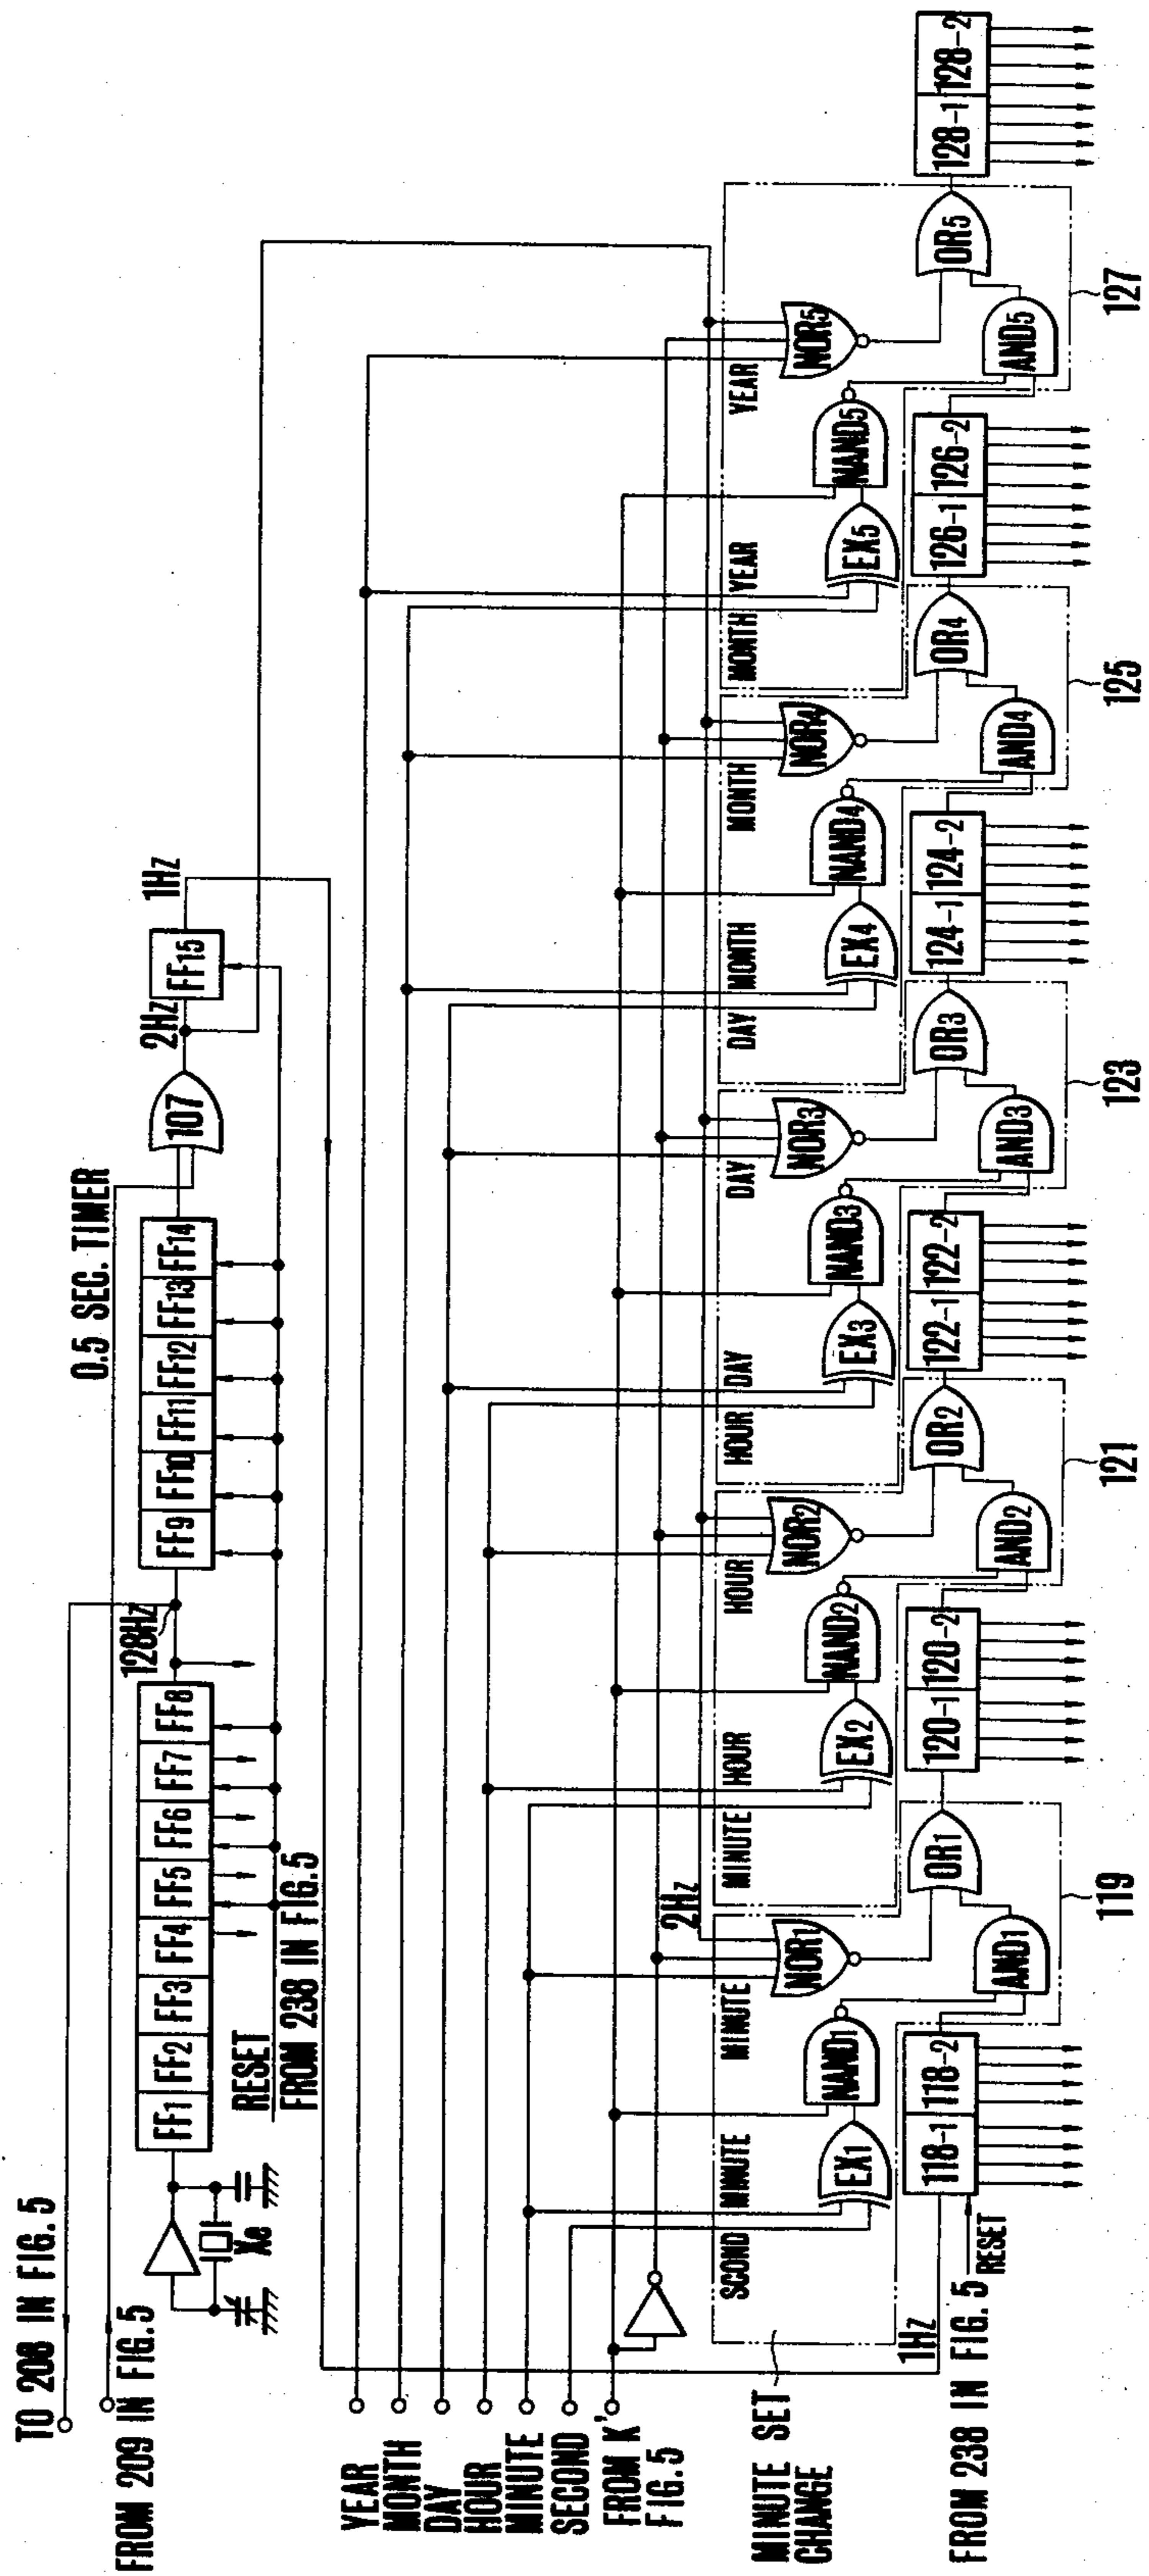 TO 208 IN FIG. 5
FROM 209 IN FIG. 5
0.5 SEC. TIMER
FF1 FF2 FF3 FF4 FF5 FF6 FF7 FF8
128Hz
FF9 FF10 FF11 FF12 FF13 FF14
107
2Hz
FF15
1Hz
Xe
RESET
FROM 238 IN FIG.5
YEAR
MONTH
DAY
HOUR
MINUTE
SECOND
FROM K'
FIG.5
2Hz
MINUTE SET
CHANGE
SCOND MINUTE MINUTE
MINUTE HOUR HOUR
HOUR DAY DAY
DAY MONTH MONTH
MONTH YEAR YEAR
EX1 NAND1 NOR1
EX2 NAND2 NOR2
EX3 NAND3 NOR3
EX4 NAND4 NOR4
EX5 NAND5 NOR5
1Hz
FROM 238 IN FIG. 5
RESET
118-1 118-2 AND1 OR1
120-1 120-2 AND2 OR2
122-1 122-2 AND3 OR3
124-1 124-2 AND4 OR4
126-1 126-2 AND5 OR5
128-1 128-2
119
121
123
125
127